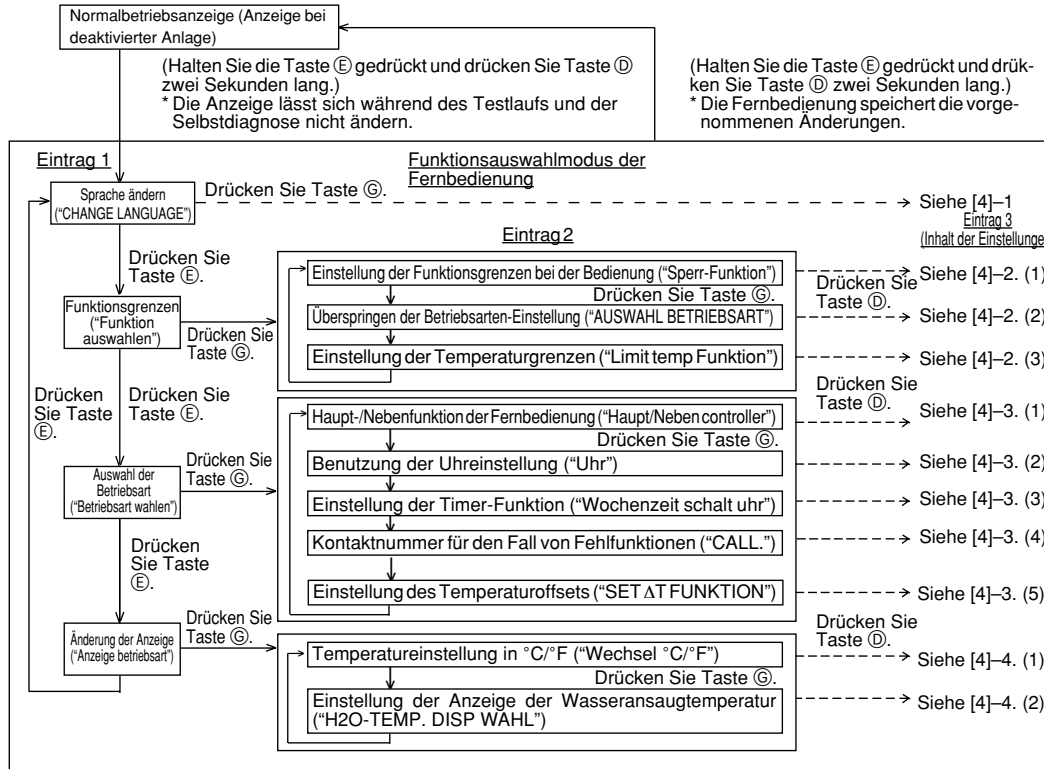 Normalbetriebsanzeige (Anzeige bei
deaktivierter Anlage)
(Halten Sie die Taste Ⓔ gedrückt und drücken Sie Taste Ⓓ
zwei Sekunden lang.)
* Die Anzeige lässt sich während des Testlaufs und der
Selbstdiagnose nicht ändern.
(Halten Sie die Taste Ⓔ gedrückt und drük-
ken Sie Taste Ⓓ zwei Sekunden lang.)
* Die Fernbedienung speichert die vorge-
nommenen Änderungen.
Eintrag 1
Funktionsauswahlmodus der
Fernbedienung
Sprache ändern
(“CHANGE LANGUAGE”)
Drücken Sie Taste Ⓖ.
Siehe [4]–1
Eintrag 3
(Inhalt der Einstellunge
Eintrag 2
Drücken Sie
Taste Ⓔ.
Einstellung der Funktionsgrenzen bei der Bedienung (“Sperr-Funktion”)
Drücken Sie
Taste Ⓓ.
Siehe [4]–2. (1)
Drücken Sie Taste Ⓖ.
Funktionsgrenzen
(“Funktion
auswählen”)
Drücken Sie
Taste Ⓖ.
Überspringen der Betriebsarten-Einstellung (“AUSWAHL BETRIEBSART”)
Siehe [4]–2. (2)
Einstellung der Temperaturgrenzen (“Limit temp Funktion”)
Siehe [4]–2. (3)
Drücken
Sie Taste
Ⓔ.
Drücken Sie
Taste Ⓔ.
Drücken Sie
Taste Ⓓ.
Haupt-/Nebenfunktion der Fernbedienung (“Haupt/Neben controller”)
Siehe [4]–3. (1)
Drücken Sie Taste Ⓖ.
Auswahl der
Betriebsart
(“Betriebsart wahlen”)
Drücken Sie
Taste Ⓖ.
Benutzung der Uhreinstellung (“Uhr”)
Siehe [4]–3. (2)
Einstellung der Timer-Funktion (“Wochenzeit schalt uhr”)
Siehe [4]–3. (3)
Kontaktnummer für den Fall von Fehlfunktionen (“CALL.”)
Siehe [4]–3. (4)
Drücken
Sie Taste
Ⓔ.
Einstellung des Temperaturoffsets (“SET ΔT FUNKTION”)
Siehe [4]–3. (5)
Änderung der Anzeige
(“Anzeige betriebsart”)
Drücken Sie
Taste Ⓖ.
Drücken Sie
Taste Ⓓ.
Temperatureinstellung in °C/°F (“Wechsel °C/°F”)
Siehe [4]–4. (1)
Drücken Sie Taste Ⓖ.
Einstellung der Anzeige der Wasseransaugtemperatur
(“H2O-TEMP. DISP WAHL”)
Siehe [4]–4. (2)